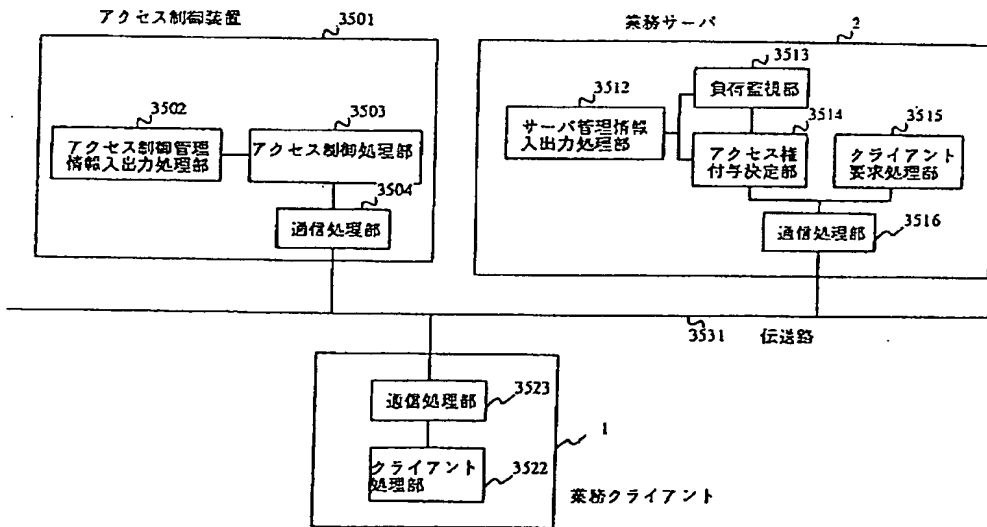 アクセス制御装置
3501
業務サーバ
2
3502
アクセス制御管理
情報入出力処理部
3503
アクセス制御処理部
3504
通信処理部
3512
サーバ管理情報
入出力処理部
3513
負荷監視部
3514
アクセス権
付与決定部
3515
クライアント
要求処理部
通信処理部
3516
3531
伝送路
通信処理部
3523
1
クライアント
処理部
3522
業務クライアント